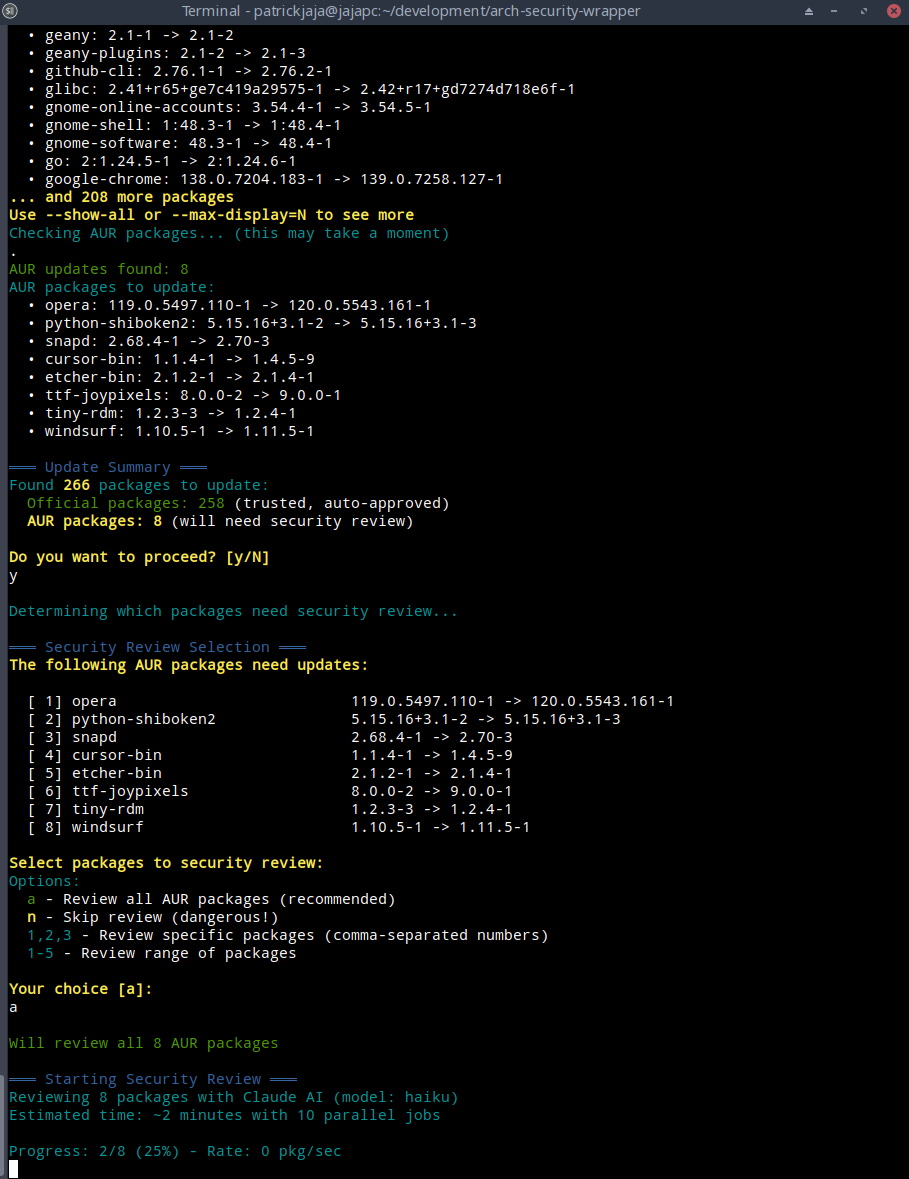 Terminal - patrickjaja@jajapc:~/development/arch-security-wrapper
• geany: 2.1-1 -> 2.1-2
• geany-plugins: 2.1-2 -> 2.1-3
• github-cli: 2.76.1-1 -> 2.76.2-1
• glibc: 2.41+r65+ge7c419a29575-1 -> 2.42+r17+gd7274d718e6f-1
• gnome-online-accounts: 3.54.4-1 -> 3.54.5-1
• gnome-shell: 1:48.3-1 -> 1:48.4-1
• gnome-software: 48.3-1 -> 48.4-1
• go: 2:1.24.5-1 -> 2:1.24.6-1
• google-chrome: 138.0.7204.183-1 -> 139.0.7258.127-1
... and 208 more packages
Use --show-all or --max-display=N to see more
Checking AUR packages... (this may take a moment)
.
AUR updates found: 8
AUR packages to update:
• opera: 119.0.5497.110-1 -> 120.0.5543.161-1
• python-shiboken2: 5.15.16+3.1-2 -> 5.15.16+3.1-3
• snapd: 2.68.4-1 -> 2.70-3
• cursor-bin: 1.1.4-1 -> 1.4.5-9
• etcher-bin: 2.1.2-1 -> 2.1.4-1
• ttf-joypixels: 8.0.0-2 -> 9.0.0-1
• tiny-rdm: 1.2.3-3 -> 1.2.4-1
• windsurf: 1.10.5-1 -> 1.11.5-1
═══ Update Summary ═══
Found 266 packages to update:
Official packages: 258 (trusted, auto-approved)
AUR packages: 8 (will need security review)
Do you want to proceed? [y/N]
y
Determining which packages need security review...
═══ Security Review Selection ═══
The following AUR packages need updates:
[ 1] opera 119.0.5497.110-1 -> 120.0.5543.161-1
[ 2] python-shiboken2 5.15.16+3.1-2 -> 5.15.16+3.1-3
[ 3] snapd 2.68.4-1 -> 2.70-3
[ 4] cursor-bin 1.1.4-1 -> 1.4.5-9
[ 5] etcher-bin 2.1.2-1 -> 2.1.4-1
[ 6] ttf-joypixels 8.0.0-2 -> 9.0.0-1
[ 7] tiny-rdm 1.2.3-3 -> 1.2.4-1
[ 8] windsurf 1.10.5-1 -> 1.11.5-1
Select packages to security review:
Options:
a - Review all AUR packages (recommended)
n - Skip review (dangerous!)
1,2,3 - Review specific packages (comma-separated numbers)
1-5 - Review range of packages
Your choice [a]:
a
Will review all 8 AUR packages
═══ Starting Security Review ═══
Reviewing 8 packages with Claude AI (model: haiku)
Estimated time: ~2 minutes with 10 parallel jobs
Progress: 2/8 (25%) - Rate: 0 pkg/sec